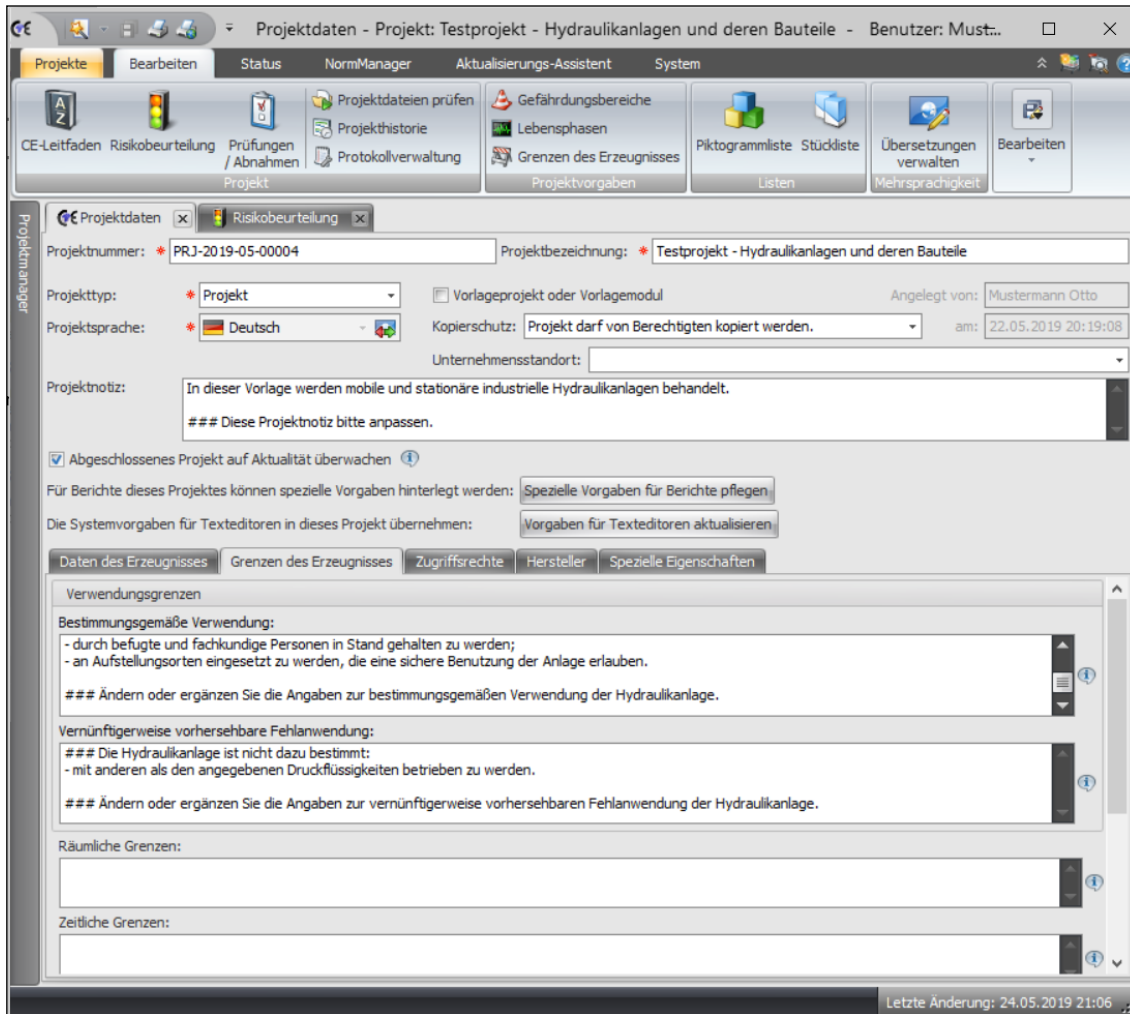 Projektdaten - Projekt: Testprojekt - Hydraulikanlagen und deren Bauteile - Benutzer: Must...
Projekte Bearbeiten Status NormManager Aktualisierungs-Assistent System
CE-Leitfaden Risikobeurteilung Prüfungen / Abnahmen
Projektdateien prüfen
Projekthistorie
Protokollverwaltung
Projekt
Gefährdungsbereiche
Lebensphasen
Grenzen des Erzeugnisses
Projektvorgaben
Piktogrammliste Stückliste
Listen
Übersetzungen verwalten
Mehrsprachigkeit
Bearbeiten
Projektmanager
Projektdaten Risikobeurteilung
Projektnummer: * PRJ-2019-05-00004 Projektbezeichnung: * Testprojekt - Hydraulikanlagen und deren Bauteile
Projekttyp: * Projekt Vorlageprojekt oder Vorlagemodul Angelegt von: Mustermann Otto
Projektsprache: * Deutsch Kopierschutz: Projekt darf von Berechtigten kopiert werden. am: 22.05.2019 20:19:08
Unternehmensstandort:
Projektnotiz: In dieser Vorlage werden mobile und stationäre industrielle Hydraulikanlagen behandelt.
### Diese Projektnotiz bitte anpassen.
Abgeschlossenes Projekt auf Aktualität überwachen
Für Berichte dieses Projektes können spezielle Vorgaben hinterlegt werden: Spezielle Vorgaben für Berichte pflegen
Die Systemvorgaben für Texteditoren in dieses Projekt übernehmen: Vorgaben für Texteditoren aktualisieren
Daten des Erzeugnisses Grenzen des Erzeugnisses Zugriffsrechte Hersteller Spezielle Eigenschaften
Verwendungsgrenzen
Bestimmungsgemäße Verwendung:
- durch befugte und fachkundige Personen in Stand gehalten zu werden;
- an Aufstellungsorten eingesetzt zu werden, die eine sichere Benutzung der Anlage erlauben.
### Ändern oder ergänzen Sie die Angaben zur bestimmungsgemäßen Verwendung der Hydraulikanlage.
Vernünftigerweise vorhersehbare Fehlanwendung:
### Die Hydraulikanlage ist nicht dazu bestimmt:
- mit anderen als den angegebenen Druckflüssigkeiten betrieben zu werden.
### Ändern oder ergänzen Sie die Angaben zur vernünftigerweise vorhersehbaren Fehlanwendung der Hydraulikanlage.
Räumliche Grenzen:
Zeitliche Grenzen:
Letzte Änderung: 24.05.2019 21:06